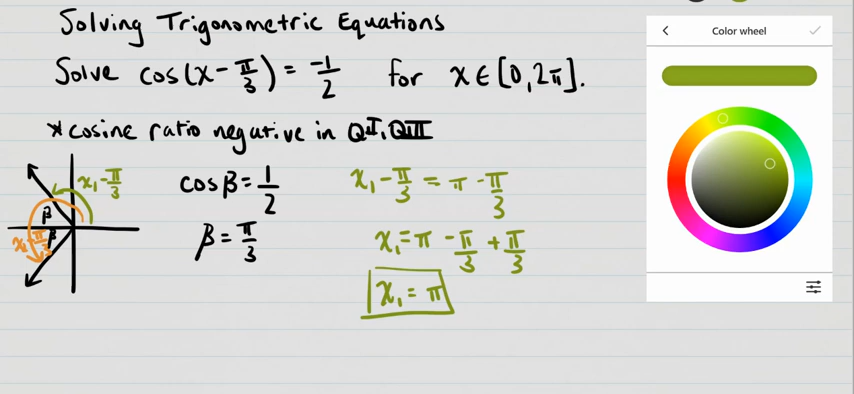 Solving Trigonometric Equations
Color wheel
Solve cos(x - π/3) = -1/2 for x ∈ [0, 2π].
*cosine ratio negative in QII, QIII
x₁ - π/3
cos β = 1/2
x₁ - π/3 = π - π/3
β
β
x₂ - π/3
β = π/3
x₁ = π - π/3 + π/3
x₁ = π